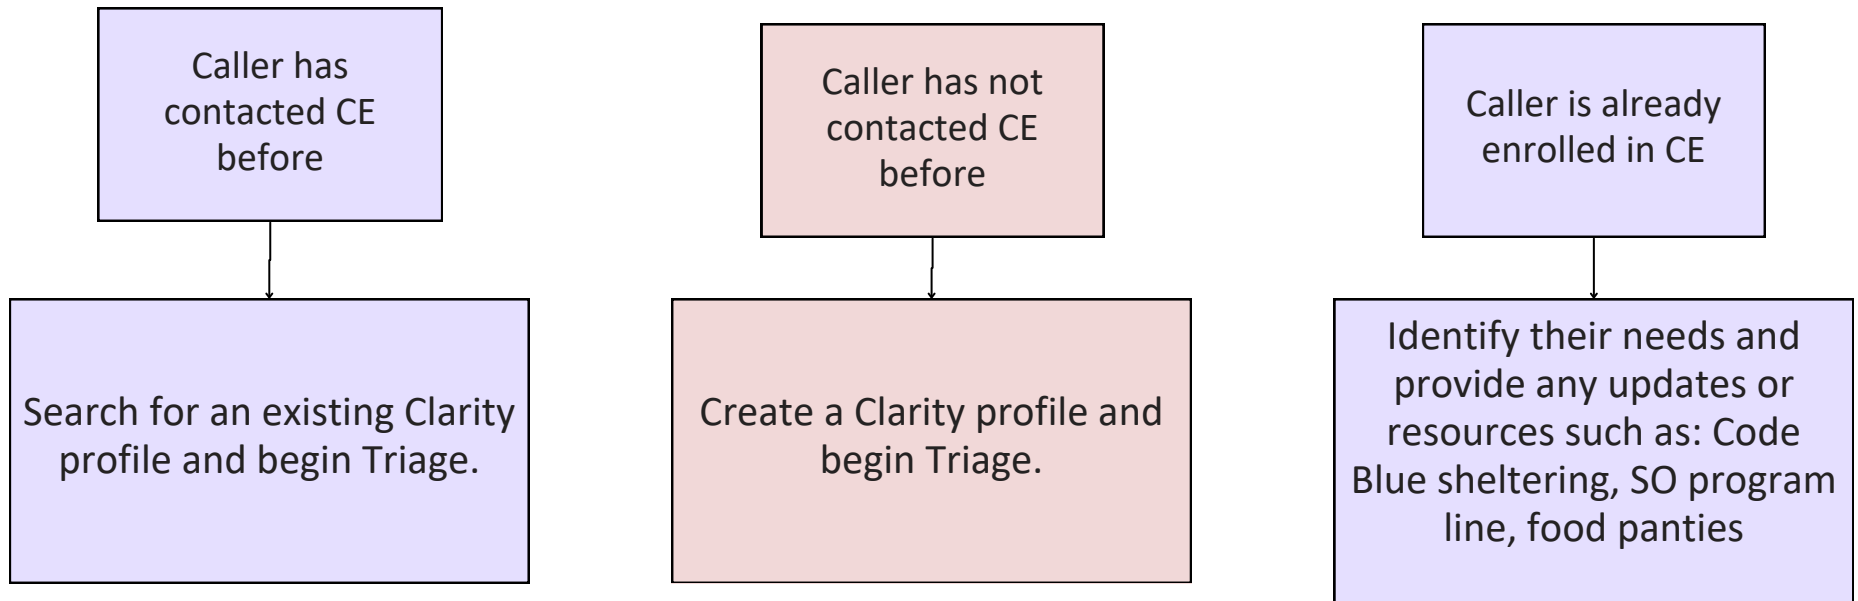 Caller has
contacted CE
before
Search for an existing Clarity
profile and begin Triage.
Caller has not
contacted CE
before
Create a Clarity profile and
begin Triage.
Caller is already
enrolled in CE
Identify their needs and
provide any updates or
resources such as: Code
Blue sheltering, SO program
line, food panties